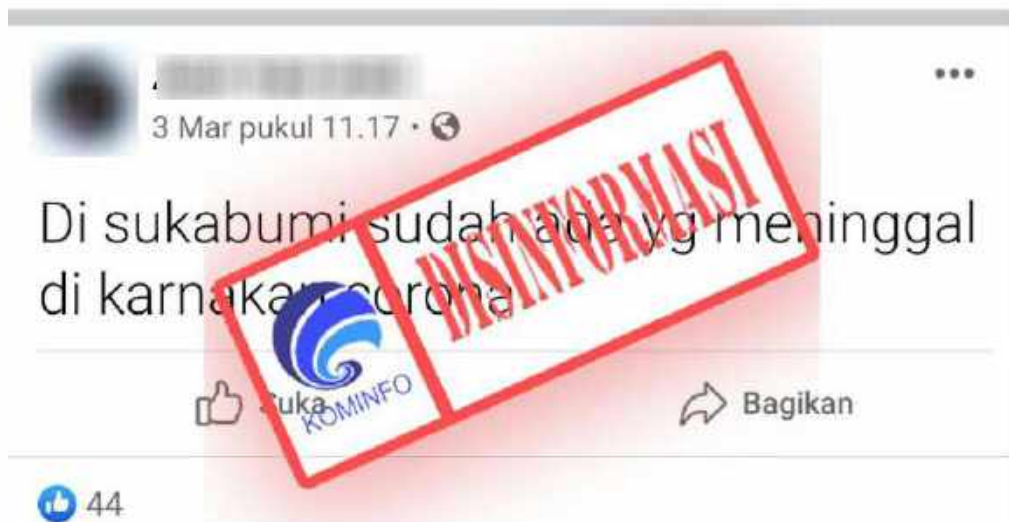 3 Mar pukul 11.17
Di sukabumi sudah ada yg meninggal
di karnakan corona
DISINFORMASI
KOMINFO
Suka
Bagikan
44